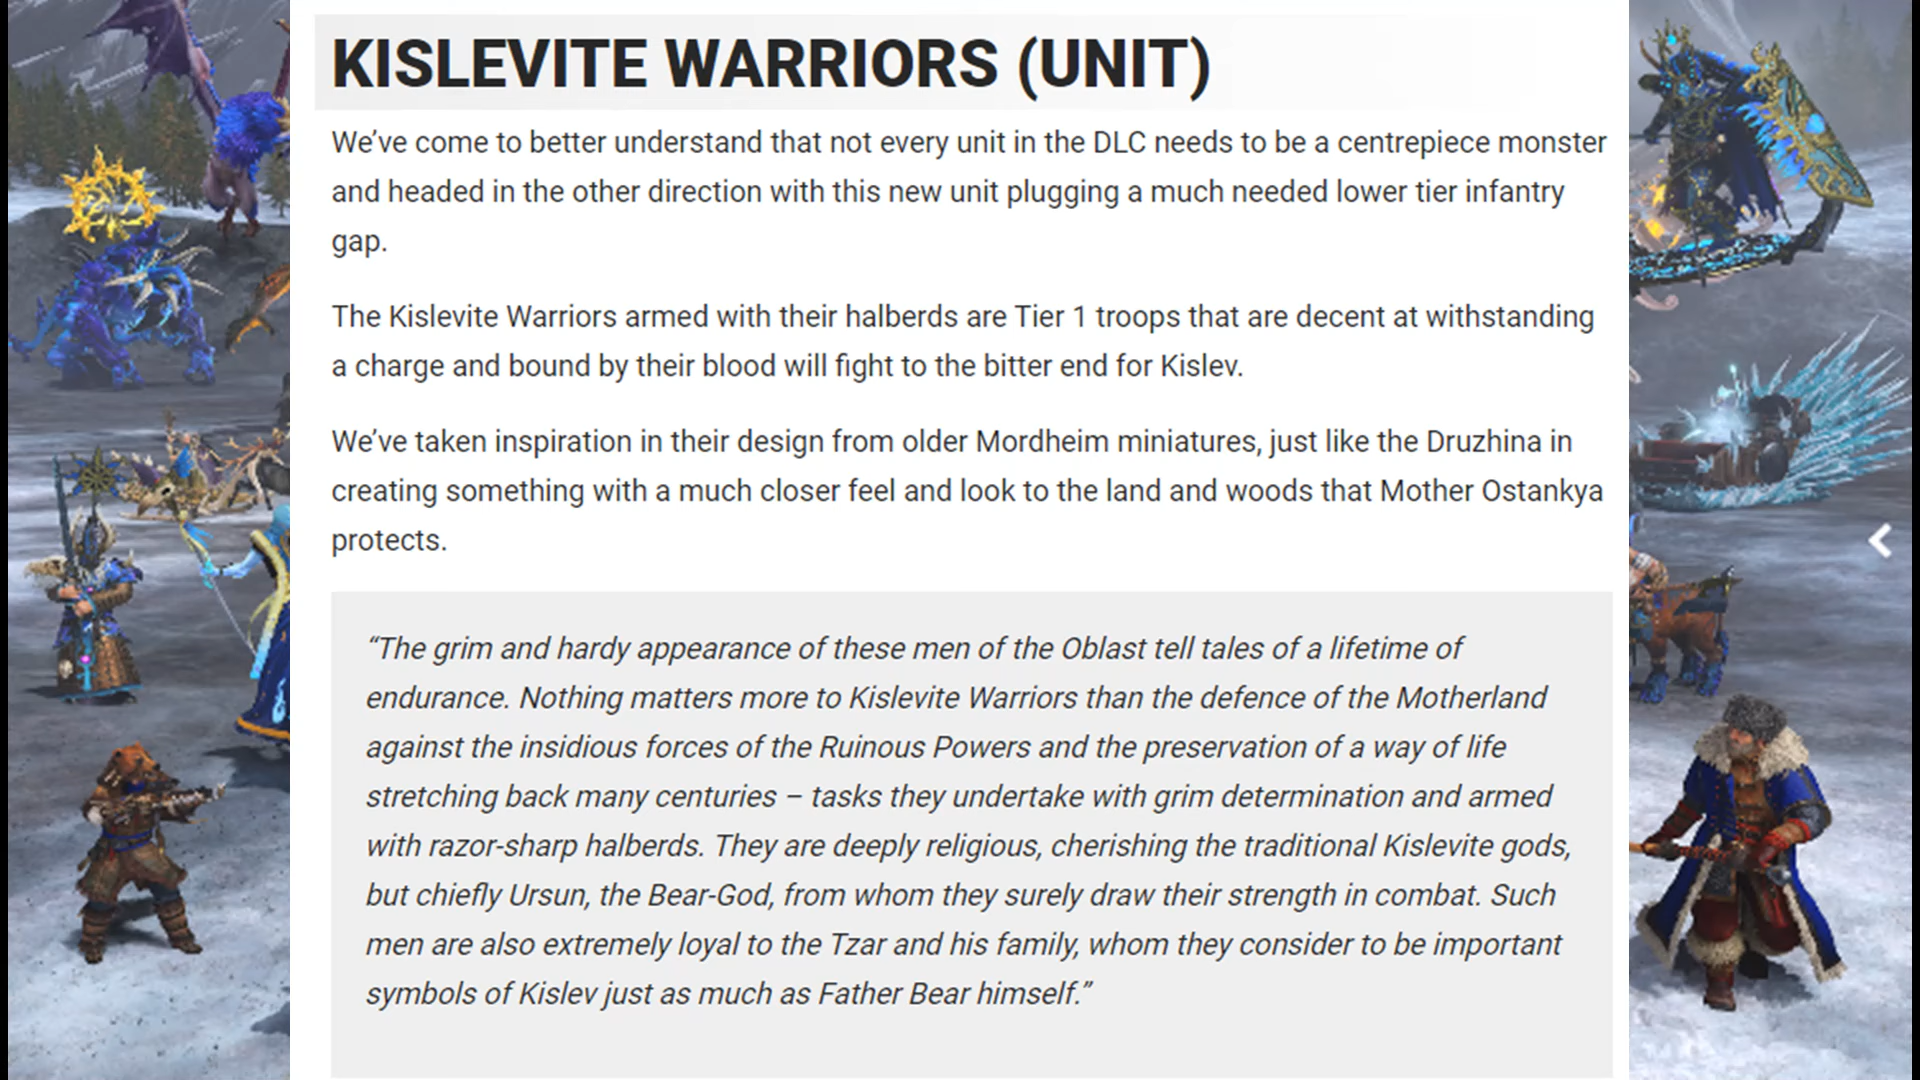 KISLEVITE WARRIORS (UNIT)
We’ve come to better understand that not every unit in the DLC needs to be a centrepiece monster
and headed in the other direction with this new unit plugging a much needed lower tier infantry
gap.
The Kislevite Warriors armed with their halberds are Tier 1 troops that are decent at withstanding
a charge and bound by their blood will fight to the bitter end for Kislev.
We’ve taken inspiration in their design from older Mordheim miniatures, just like the Druzhina in
creating something with a much closer feel and look to the land and woods that Mother Ostankya
protects.
“The grim and hardy appearance of these men of the Oblast tell tales of a lifetime of
endurance. Nothing matters more to Kislevite Warriors than the defence of the Motherland
against the insidious forces of the Ruinous Powers and the preservation of a way of life
stretching back many centuries – tasks they undertake with grim determination and armed
with razor-sharp halberds. They are deeply religious, cherishing the traditional Kislevite gods,
but chiefly Ursun, the Bear-God, from whom they surely draw their strength in combat. Such
men are also extremely loyal to the Tzar and his family, whom they consider to be important
symbols of Kislev just as much as Father Bear himself.”